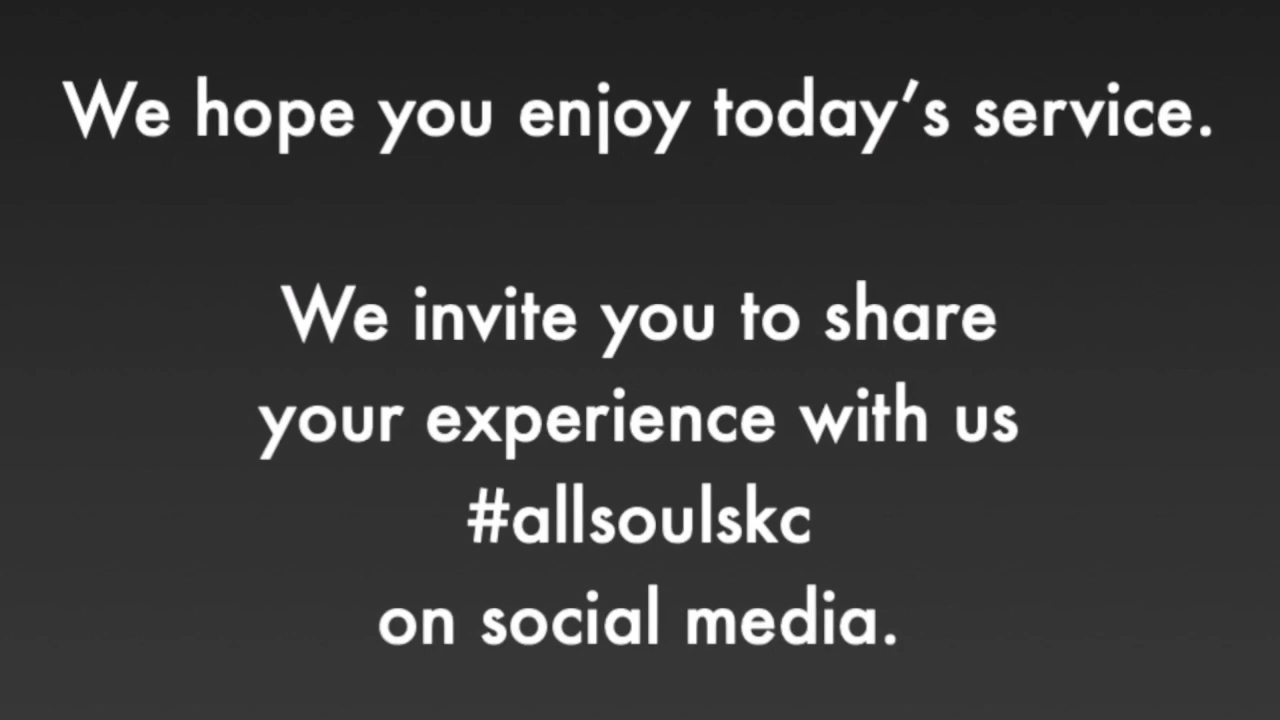 We hope you enjoy today’s service.
We invite you to share
your experience with us
#allsoulskc
on social media.